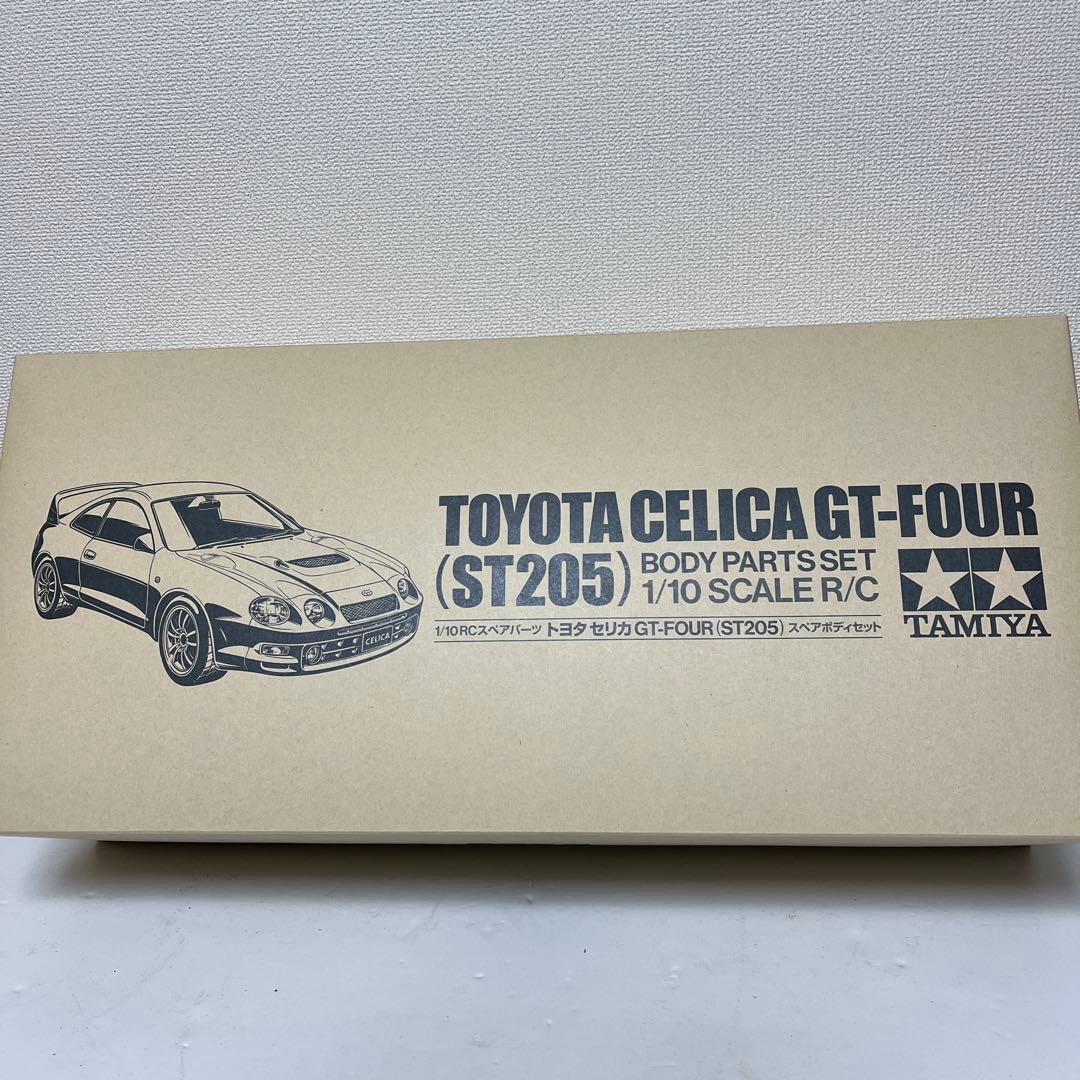 TOYOTA CELICA GT-FOUR
(ST205) BODY PARTS SET
1/10 SCALE R/C
1/10 RCスペアパーツ トヨタ セリカ GT-FOUR (ST205) スペアボディセット
TAMIYA
CELICA